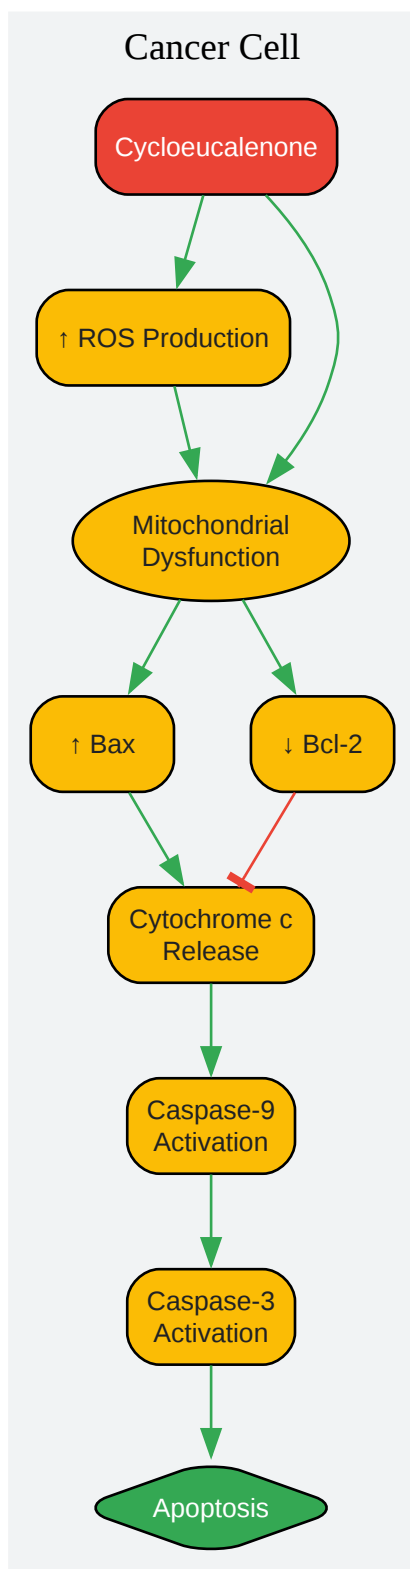 Cancer Cell
Cycloeucalenone
↑ ROS Production
Mitochondrial
Dysfunction
↑ Bax
↓ Bcl-2
Cytochrome c
Release
Caspase-9
Activation
Caspase-3
Activation
Apoptosis